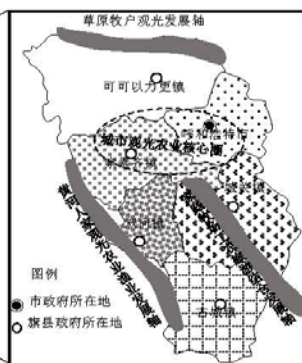 草原牧户观光发展轴
可可以力更镇
呼和浩特市
城市观光农业核心圈
黄河人家观光农业渔业发展轴
古城镇
图例
市政府所在地
旗县政府所在地